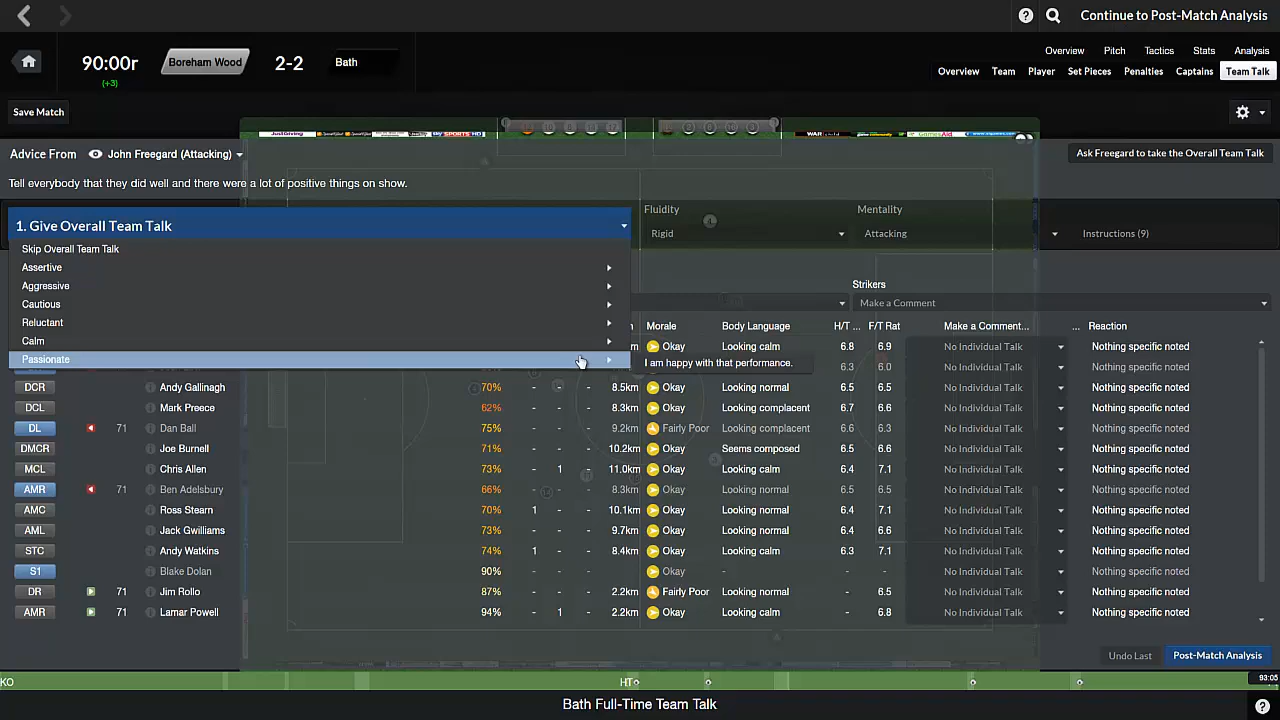 Continue to Post-Match Analysis
90:00r
(+3)
Boreham Wood
2-2
Bath
Overview Pitch Tactics Stats Analysis
Overview Team Player Set Pieces Penalties Captains Team Talk
Save Match
Advice From John Freegard (Attacking)
Ask Freegard to take the Overall Team Talk
Tell everybody that they did well and there were a lot of positive things on show.
1. Give Overall Team Talk
Fluidity
Mentality
Rigid
Attacking
Instructions (9)
Skip Overall Team Talk
Assertive
Aggressive
Cautious
Reluctant
Calm
Passionate
I am happy with that performance.
Strikers
Make a Comment
Morale Body Language H/T ... F/T Rat Make a Comment... ... Reaction
Okay Looking calm 6.8 6.9 No Individual Talk Nothing specific noted
6.3 6.0 No Individual Talk Nothing specific noted
DCR Andy Gallinagh 70% - - - 8.5km Okay Looking normal 6.5 6.5 No Individual Talk Nothing specific noted
DCL Mark Preece 62% - - - 8.3km Okay Looking complacent 6.7 6.6 No Individual Talk Nothing specific noted
DL 71 Dan Ball 75% - - - 9.2km Fairly Poor Looking complacent 6.6 6.3 No Individual Talk Nothing specific noted
DMCR Joe Burnell 71% - - - 10.2km Okay Seems composed 6.5 6.6 No Individual Talk Nothing specific noted
MCL Chris Allen 73% - 1 - 11.0km Okay Looking calm 6.4 7.1 No Individual Talk Nothing specific noted
AMR 71 Ben Adelsbury 66% - - - 8.3km Okay Looking normal 6.5 6.5 No Individual Talk Nothing specific noted
AMC Ross Stearn 70% 1 - - 10.1km Okay Looking normal 6.4 7.1 No Individual Talk Nothing specific noted
AML Jack Gwilliams 73% - - - 9.7km Okay Looking normal 6.4 6.6 No Individual Talk Nothing specific noted
STC Andy Watkins 74% 1 - - 8.4km Okay Looking calm 6.3 7.1 No Individual Talk Nothing specific noted
S1 Blake Dolan 90% - - - Okay - - - No Individual Talk Nothing specific noted
DR 71 Jim Rollo 87% - - - 2.2km Fairly Poor Looking normal - 6.5 No Individual Talk Nothing specific noted
AMR 71 Lamar Powell 94% - 1 - 2.2km Okay Looking calm - 6.8 No Individual Talk Nothing specific noted
Undo Last
Post-Match Analysis
KO
HT
93:05
Bath Full-Time Team Talk